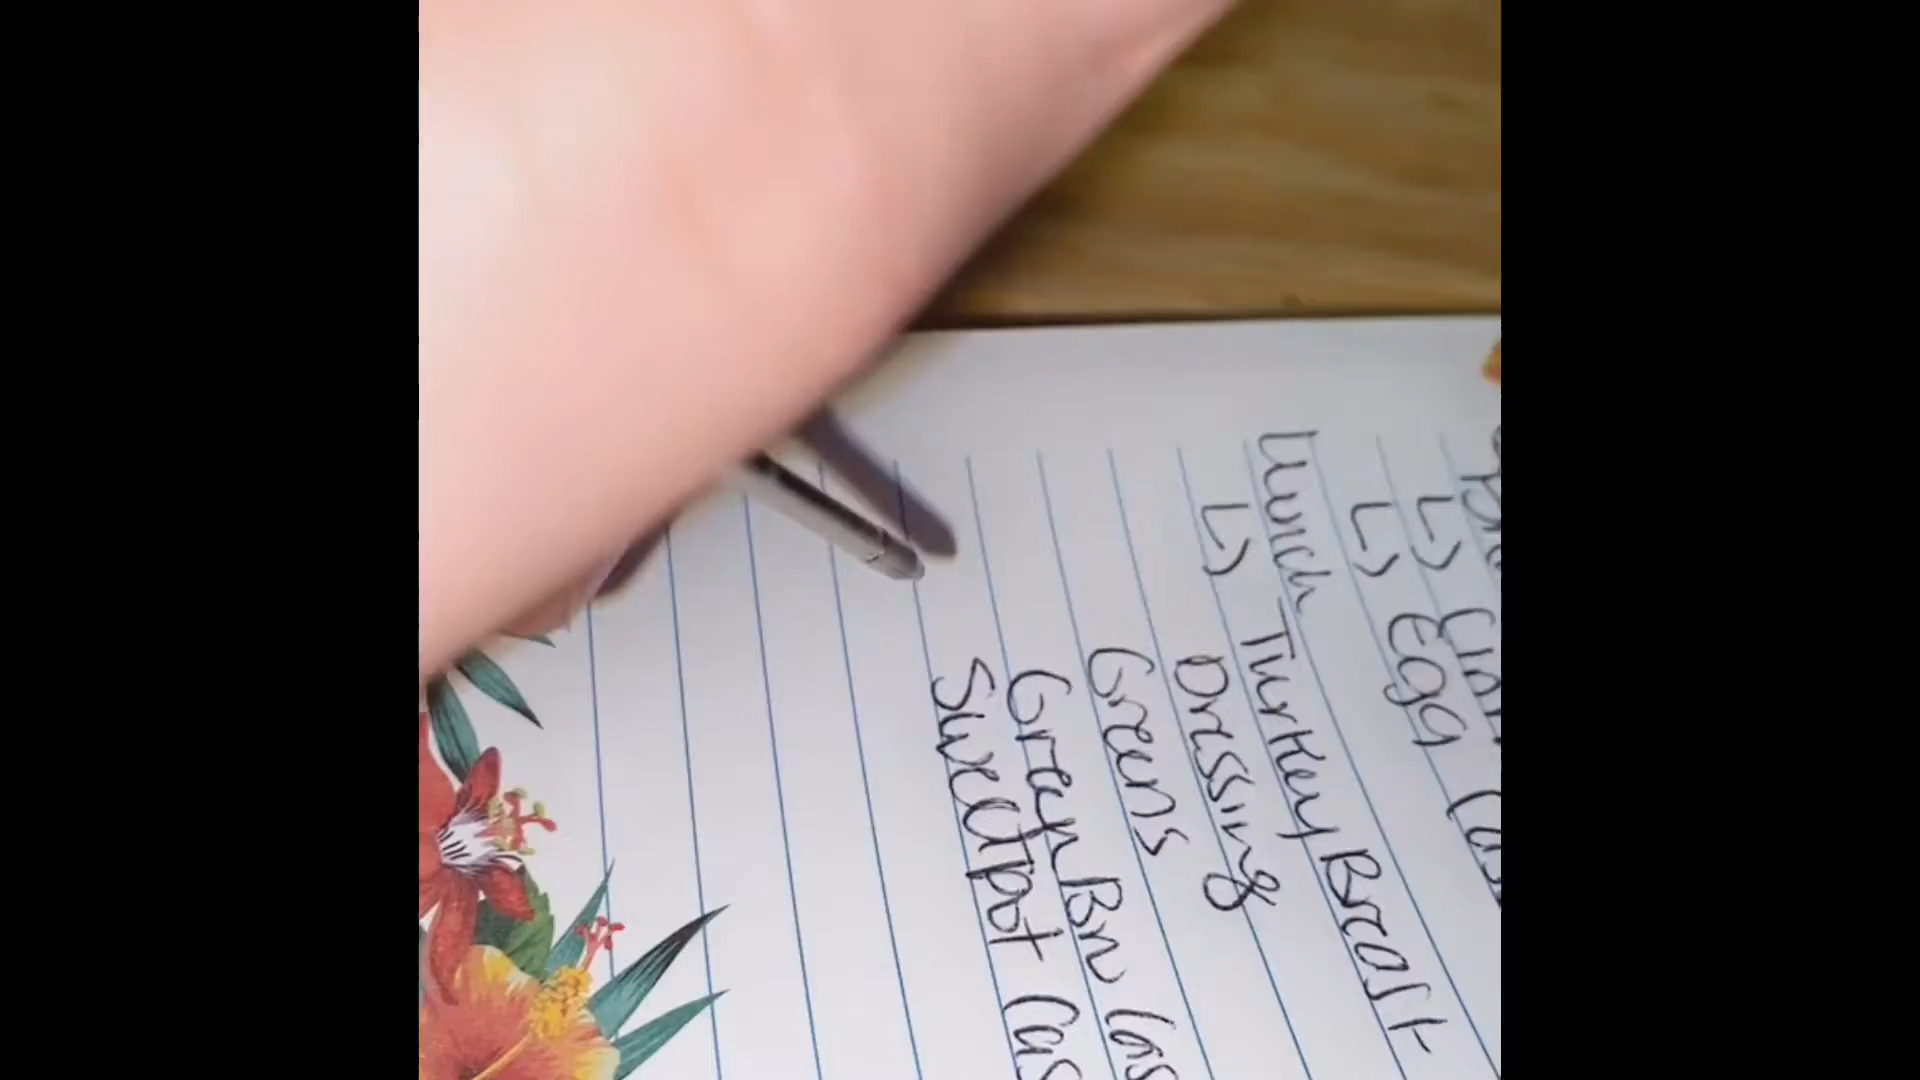 L>
L> Egg
Lunch
L> Turkey Breast
Dressing
Greens
Green Bn Cas
Sweetpot Cas